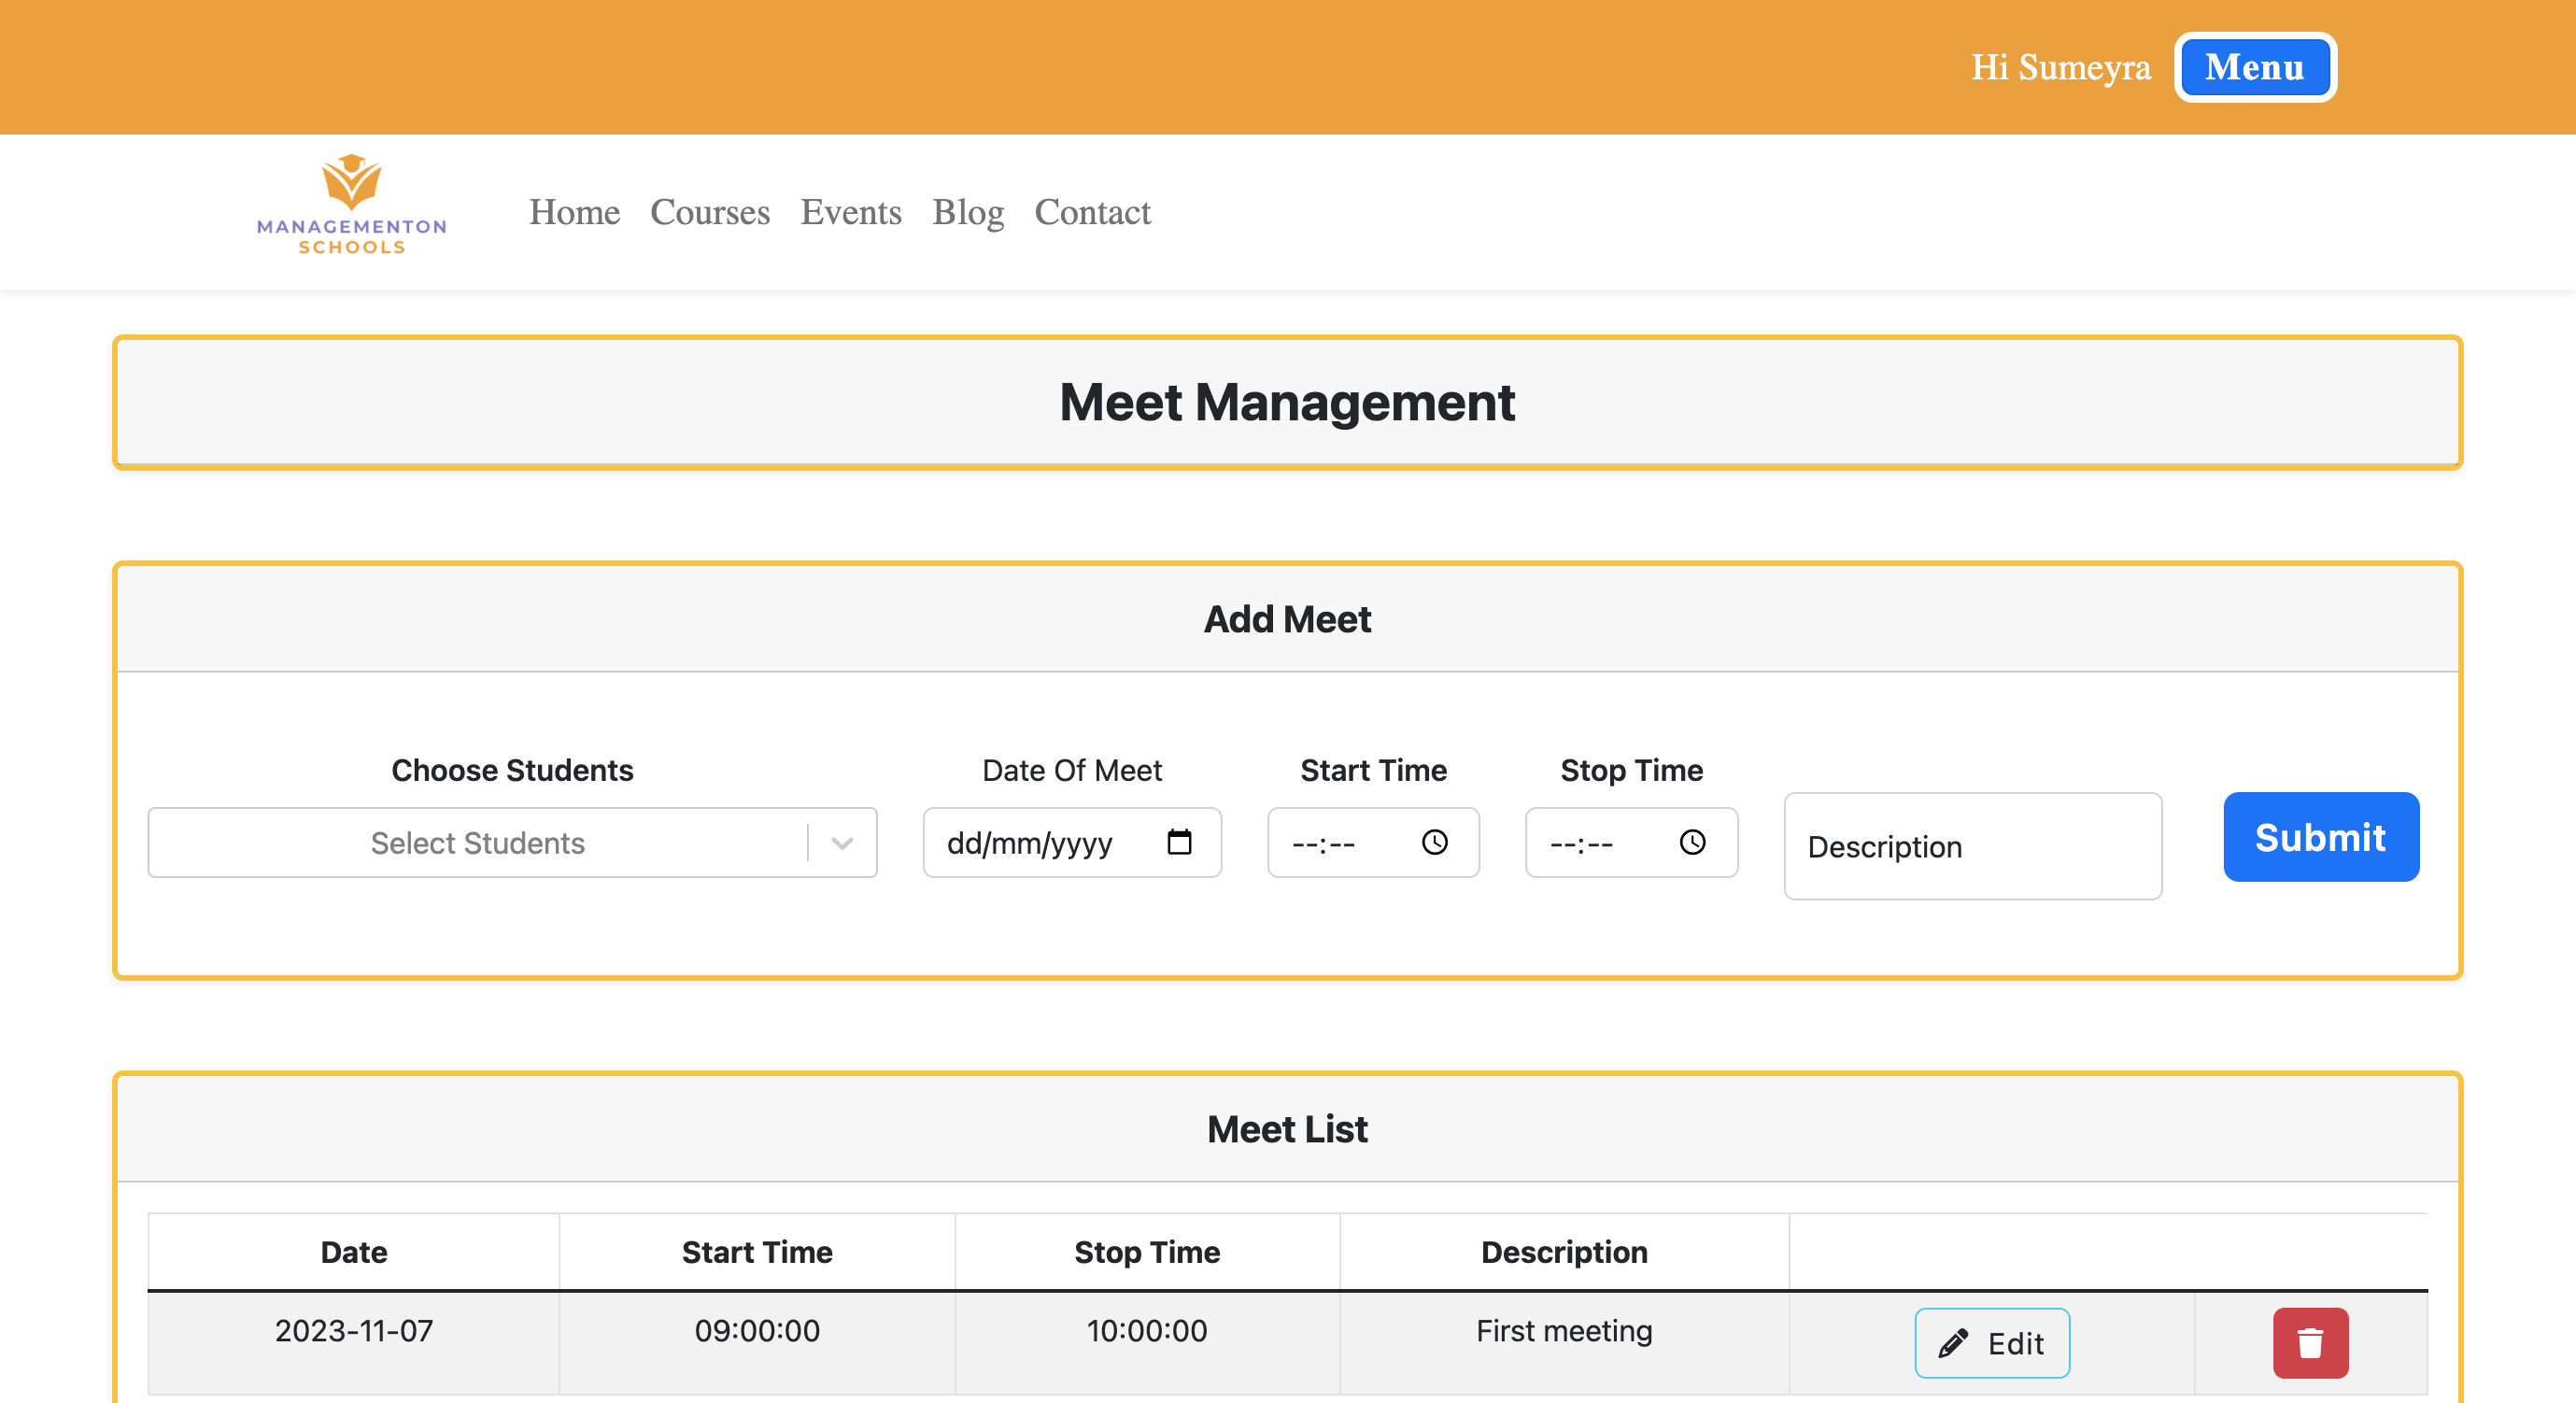 Hi Sumeyra Menu
MANAGEMENTON
SCHOOLS
Home Courses Events Blog Contact
Meet Management
Add Meet
Choose Students Date Of Meet Start Time Stop Time
Select Students dd/mm/yyyy --:-- --:-- Description Submit
Meet List
Date Start Time Stop Time Description
2023-11-07 09:00:00 10:00:00 First meeting Edit